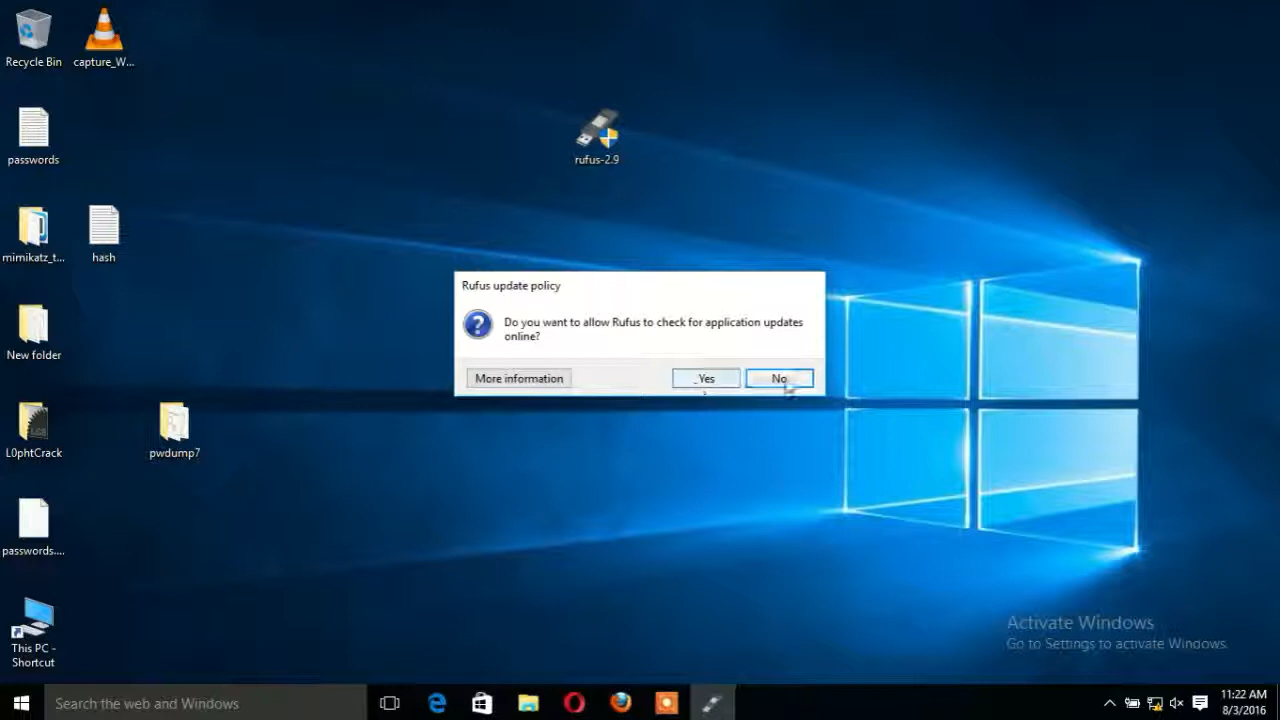 Recycle Bin
capture_W...
passwords
rufus-2.9
mimikatz_t...
hash
Rufus update policy
Do you want to allow Rufus to check for application updates
online?
More information
Yes
No
New folder
L0phtCrack
pwdump7
passwords....
This PC -
Shortcut
Activate Windows
Go to Settings to activate Windows.
Search the web and Windows
11:22 AM
8/3/2016